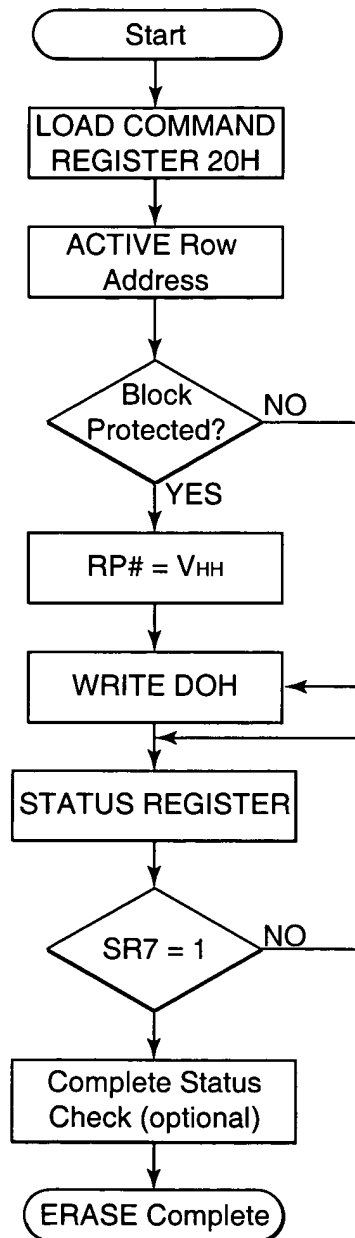 Start
LOAD COMMAND
REGISTER 20H
ACTIVE Row
Address
Block
Protected?
NO
YES
RP# = VHH
WRITE DOH
STATUS REGISTER
SR7 = 1
NO
Complete Status
Check (optional)
ERASE Complete